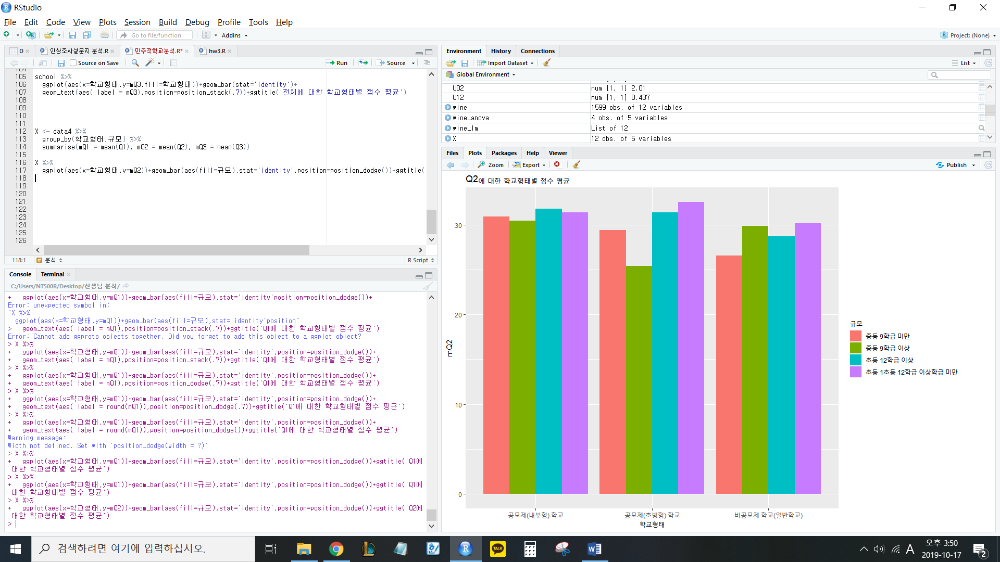 RStudio
File Edit Code View Plots Session Build Debug Profile Tools Help
Go to file/function Addins Project: (None)
D 인상조사설문지 분석.R 민주적학교분석.R* hw3.R
Source on Save Run Source
104
105 school %>%
106 ggplot(aes(x=학교형태,y=mQ3,fill=학교형태))+geom_bar(stat='identity')+
107 geom_text(aes( label = mQ3),position=position_stack(.7))+ggtitle('전체에 대한 학교형태별 점수 평균')
108
109
110
111
112 X <- data4 %>%
113 group_by(학교형태,규모) %>%
114 summarise(mQ1 = mean(Q1), mQ2 = mean(Q2), mQ3 = mean(Q3))
115
116 X %>%
117 ggplot(aes(x=학교형태,y=mQ2))+geom_bar(aes(fill=규모),stat='identity',position=position_dodge())+ggtitle(
118
119
120
121
122
123
124
125
126
118:1 # 분석 R Script
Console Terminal
C:/Users/NT500R/Desktop/선생님 분석/
+ ggplot(aes(x=학교형태,y=mQ1))+geom_bar(aes(fill=규모),stat='identity'position=position_dodge())+
Error: unexpected symbol in:
"X %>%
ggplot(aes(x=학교형태,y=mQ1))+geom_bar(aes(fill=규모),stat='identity'position"
> geom_text(aes( label = mQ1),position=position_stack(.7))+ggtitle('Q1에 대한 학교형태별 점수 평균')
Error: Cannot add ggproto objects together. Did you forget to add this object to a ggplot object?
> X %>%
+ ggplot(aes(x=학교형태,y=mQ1))+geom_bar(aes(fill=규모),stat='identity',position=position_dodge())+
+ geom_text(aes( label = mQ1),position=position_stack(.7))+ggtitle('Q1에 대한 학교형태별 점수 평균')
> X %>%
+ ggplot(aes(x=학교형태,y=mQ1))+geom_bar(aes(fill=규모),stat='identity',position=position_dodge())+
+ geom_text(aes( label = mQ1),position=position_dodge(.7))+ggtitle('Q1에 대한 학교형태별 점수 평균')
> X %>%
+ ggplot(aes(x=학교형태,y=mQ1))+geom_bar(aes(fill=규모),stat='identity',position=position_dodge())+
+ geom_text(aes( label = round(mQ1)),position=position_dodge(.7))+ggtitle('Q1에 대한 학교형태별 점수 평균')
> X %>%
+ ggplot(aes(x=학교형태,y=mQ1))+geom_bar(aes(fill=규모),stat='identity',position=position_dodge())+
+ geom_text(aes( label = round(mQ1)),position=position_dodge())+ggtitle('Q1에 대한 학교형태별 점수 평균')
Warning message:
Width not defined. Set with `position_dodge(width = ?)`
> X %>%
+ ggplot(aes(x=학교형태,y=mQ1))+geom_bar(aes(fill=규모),stat='identity',position=position_dodge())+ggtitle('Q1에
대한 학교형태별 점수 평균')
> X %>%
+ ggplot(aes(x=학교형태,y=mQ1))+geom_bar(aes(fill=규모),stat='identity',position=position_dodge())+ggtitle('Q1에
대한 학교형태별 점수 평균')
> X %>%
+ ggplot(aes(x=학교형태,y=mQ2))+geom_bar(aes(fill=규모),stat='identity',position=position_dodge())+ggtitle('Q2에
대한 학교형태별 점수 평균')
>
Environment History Connections
Import Dataset List
Global Environment
U02 num [1, 1] 2.01
U12 num [1, 1] 0.437
wine 1599 obs. of 12 variables
wine_anova 4 obs. of 5 variables
wine_lm List of 12
X 12 obs. of 5 variables
Files Plots Packages Help Viewer
Zoom Export Publish
Q2에 대한 학교형태별 점수 평균
30
20
10
0
mQ2
공모제(내부형) 학교 공모제(초빙형) 학교 비공모제 학교(일반학교)
학교형태
규모
중등 9학급 미만
중등 9학급 이상
초등 12학급 이상
초등 1초등 12학급 이상학급 미만
검색하려면 여기에 입력하십시오.
TALK
A 오후 3:50
2019-10-17
2